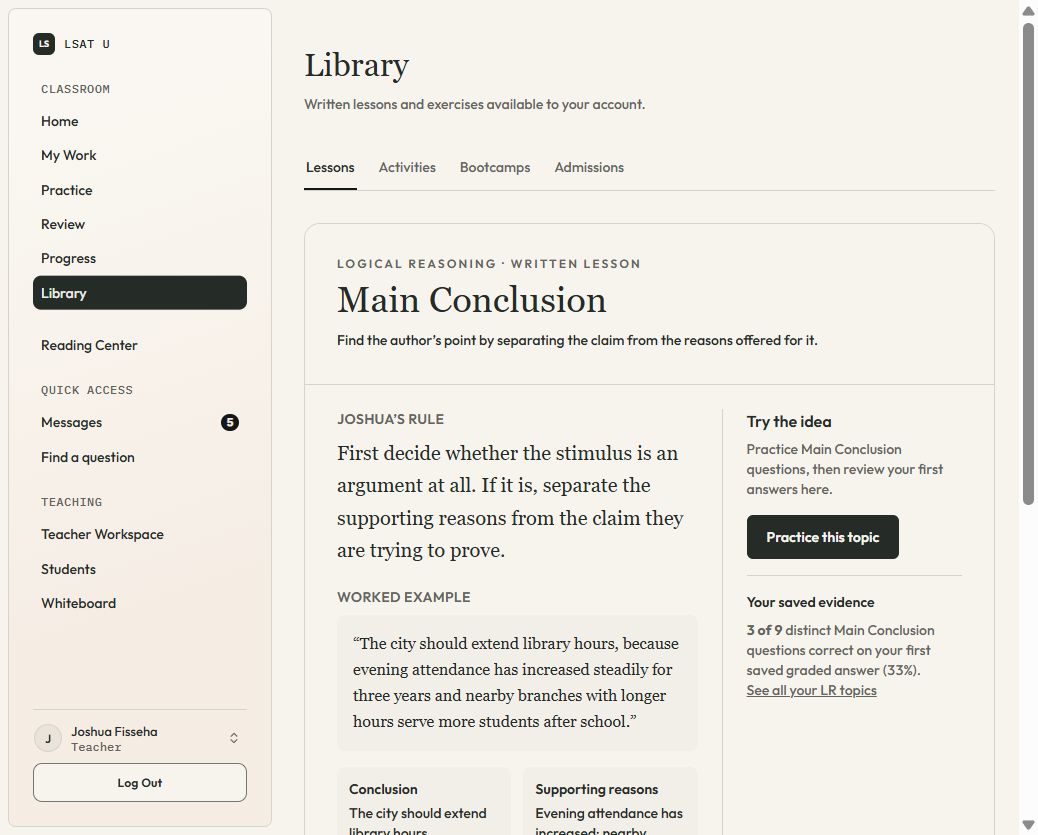 LS LSAT U
CLASSROOM
Home
My Work
Practice
Review
Progress
Library
Reading Center
QUICK ACCESS
Messages 5
Find a question
TEACHING
Teacher Workspace
Students
Whiteboard
J Joshua Fisseha
Teacher
Log Out
Library
Written lessons and exercises available to your account.
Lessons Activities Bootcamps Admissions
LOGICAL REASONING · WRITTEN LESSON
Main Conclusion
Find the author’s point by separating the claim from the reasons offered for it.
JOSHUA’S RULE
First decide whether the stimulus is an
argument at all. If it is, separate the
supporting reasons from the claim they
are trying to prove.
WORKED EXAMPLE
“The city should extend library hours, because
evening attendance has increased steadily for
three years and nearby branches with longer
hours serve more students after school.”
Conclusion
The city should extend
library hours.
Supporting reasons
Evening attendance has
increased; nearby
Try the idea
Practice Main Conclusion
questions, then review your first
answers here.
Practice this topic
Your saved evidence
3 of 9 distinct Main Conclusion
questions correct on your first
saved graded answer (33%).
See all your LR topics